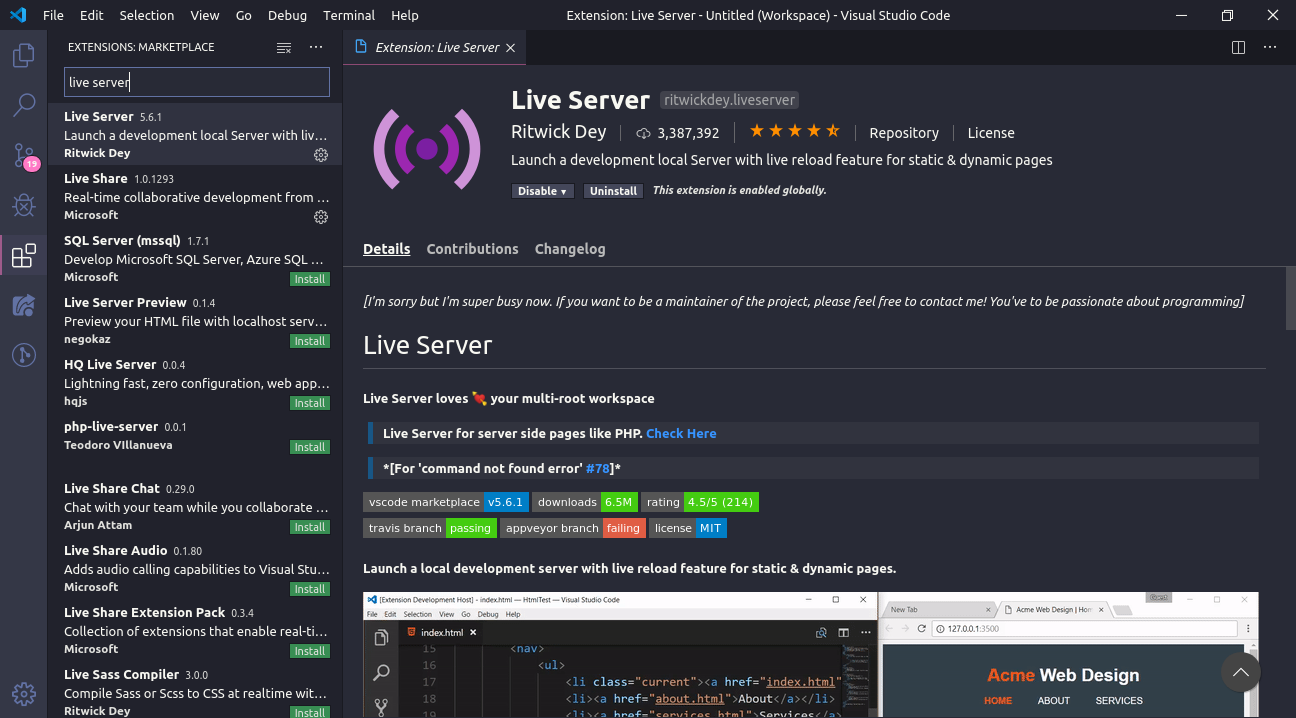 File Edit Selection View Go Debug Terminal Help
Extension: Live Server - Untitled (Workspace) - Visual Studio Code
EXTENSIONS: MARKETPLACE
live server
19
Live Server 5.6.1
Launch a development local Server with liv...
Ritwick Dey
Live Share 1.0.1293
Real-time collaborative development from ...
Microsoft
SQL Server (mssql) 1.7.1
Develop Microsoft SQL Server, Azure SQL ...
Microsoft Install
Live Server Preview 0.1.4
Preview your HTML file with localhost serv...
negokaz Install
HQ Live Server 0.0.4
Lightning fast, zero configuration, web app...
hqjs Install
php-live-server 0.0.1
Teodoro VIllanueva Install
Live Share Chat 0.29.0
Chat with your team while you collaborate ...
Arjun Attam Install
Live Share Audio 0.1.80
Adds audio calling capabilities to Visual Stu...
Microsoft Install
Live Share Extension Pack 0.3.4
Collection of extensions that enable real-ti...
Microsoft Install
Live Sass Compiler 3.0.0
Compile Sass or Scss to CSS at realtime wit...
Ritwick Dey Install
Extension: Live Server
Live Server ritwickdey.liveserver
Ritwick Dey 3,387,392 Repository License
Launch a development local Server with live reload feature for static & dynamic pages
Disable Uninstall This extension is enabled globally.
Details Contributions Changelog
[I'm sorry but I'm super busy now. If you want to be a maintainer of the project, please feel free to contact me! You've to be passionate about programming]
Live Server
Live Server loves 💘 your multi-root workspace
Live Server for server side pages like PHP. Check Here
*[For 'command not found error' #78]*
vscode marketplace v5.6.1 downloads 6.5M rating 4.5/5 (214)
travis branch passing appveyor branch failing license MIT
Launch a local development server with live reload feature for static & dynamic pages.
[Extension Development Host] - index.html — HtmlTest — Visual Studio Code
File Edit Selection View Go Debug Help
index.html
15 <nav>
16 <ul>
17 <li class="current"><a href="index.html"
18 <li><a href="about.html">About</a></li>
19 <li><a href="services.html">Services</a>
Guest
New Tab Acme Web Design | Hom
127.0.0.1:3500
Acme Web Design
HOME ABOUT SERVICES